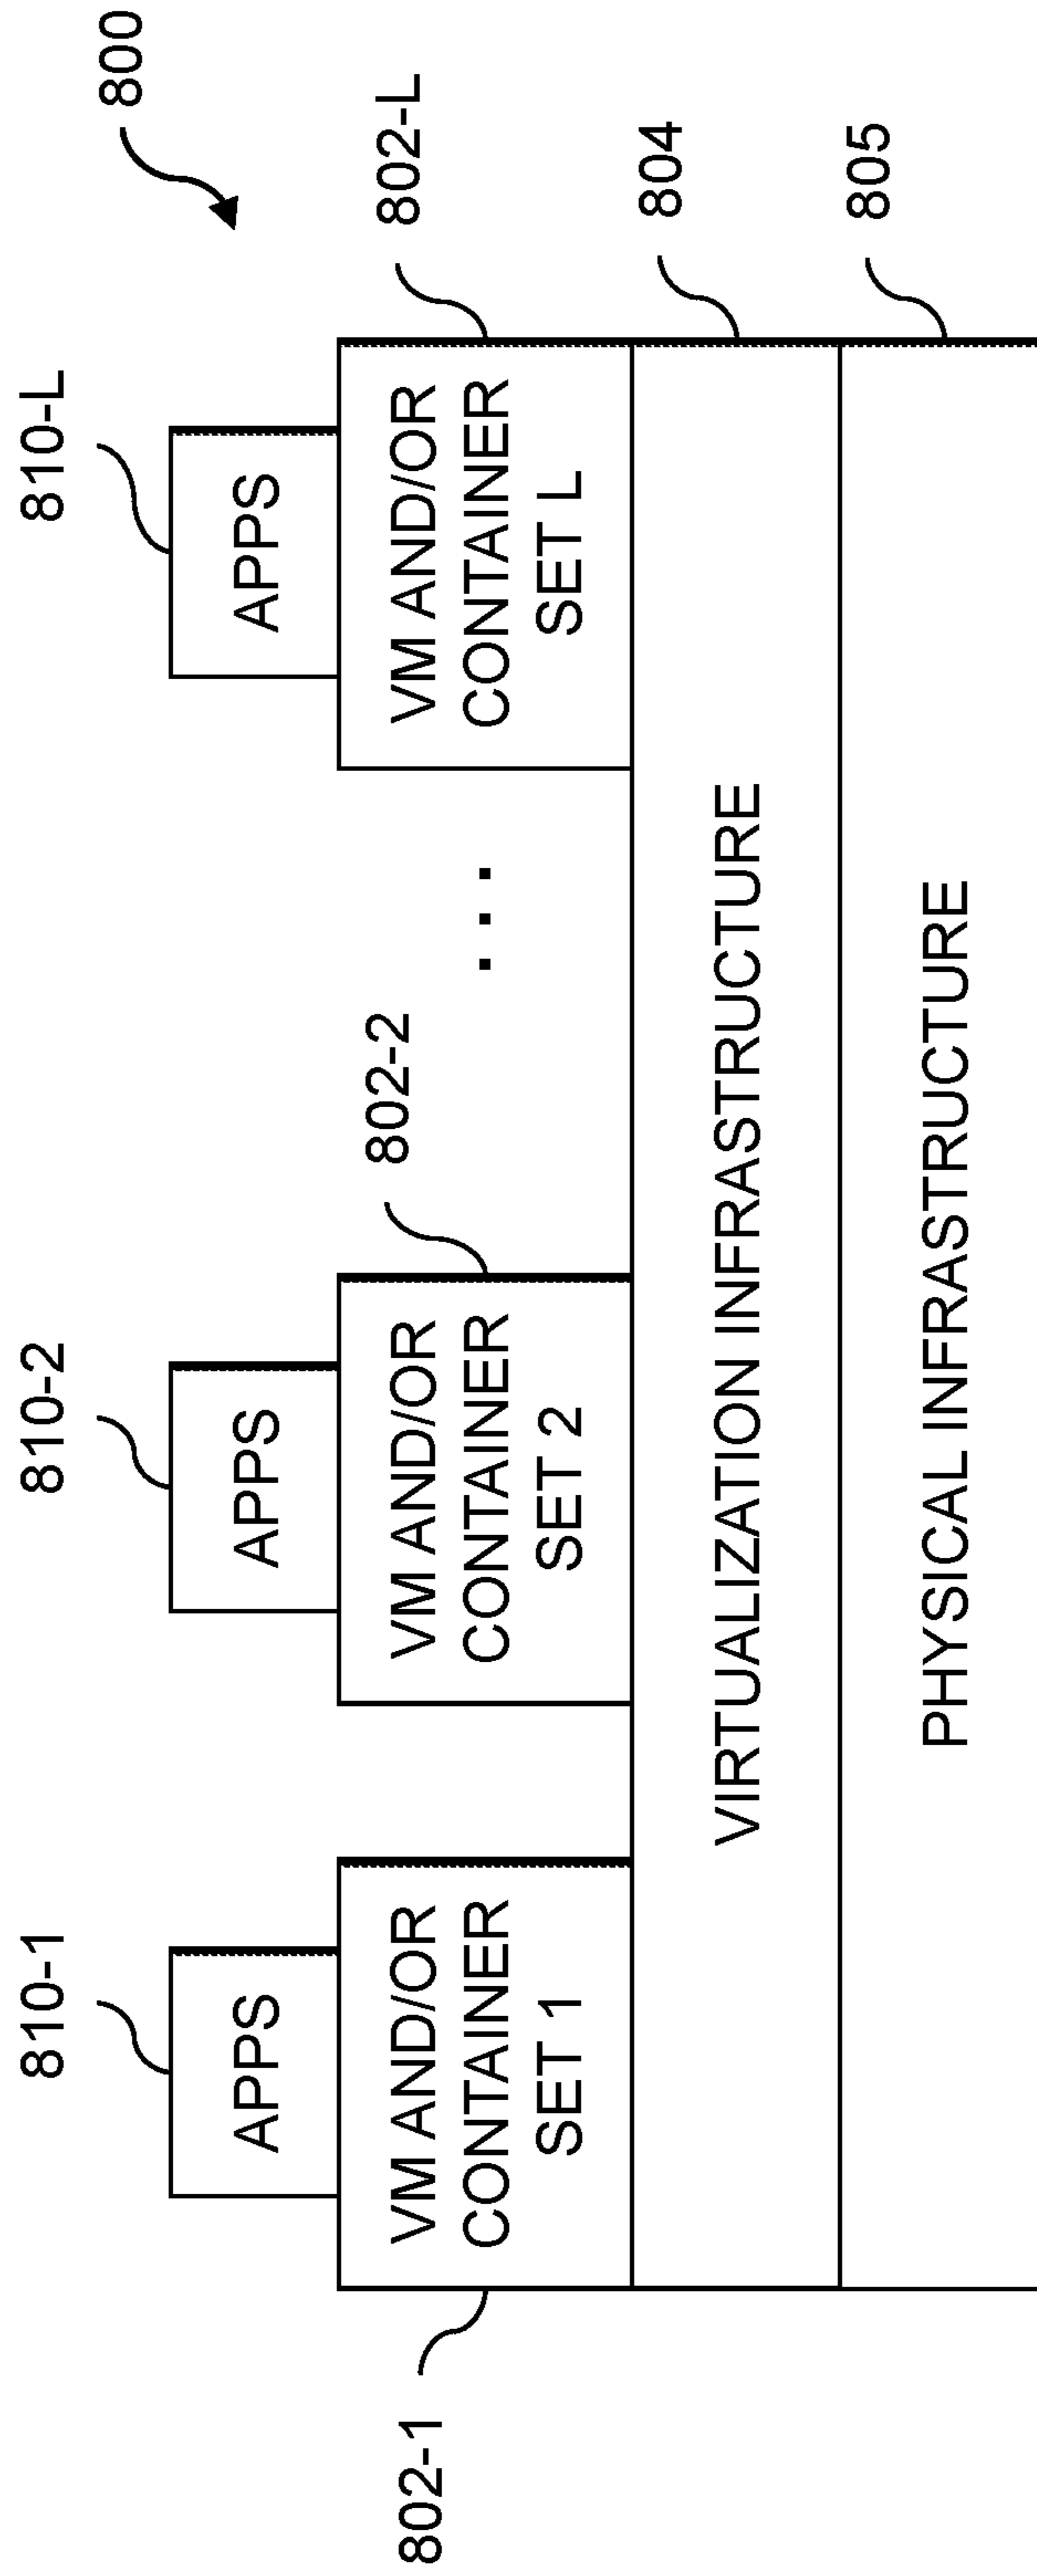 800
810-1
810-2
810-L
APPS
APPS
APPS
802-1
VM AND/OR
CONTAINER
SET 1
VM AND/OR
CONTAINER
SET 2
802-2
. . .
VM AND/OR
CONTAINER
SET L
802-L
VIRTUALIZATION INFRASTRUCTURE
804
PHYSICAL INFRASTRUCTURE
805